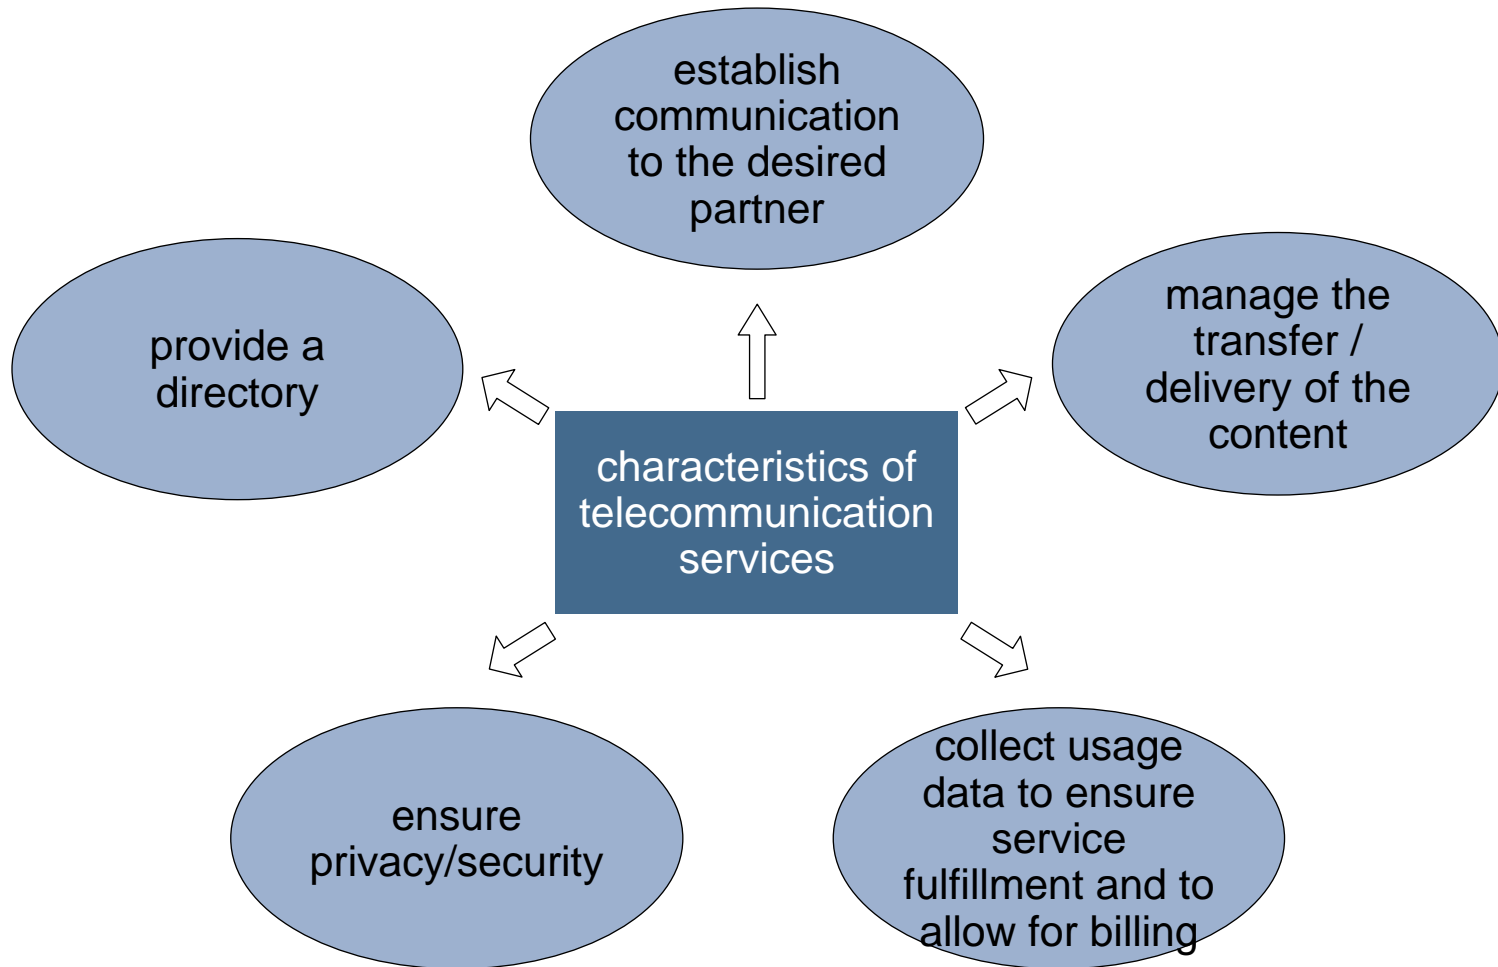 establish
communication
to the desired
partner
provide a
directory
manage the
transfer /
delivery of the
content
characteristics of
telecommunication
services
ensure
privacy/security
collect usage
data to ensure
service
fulfillment and to
allow for billing